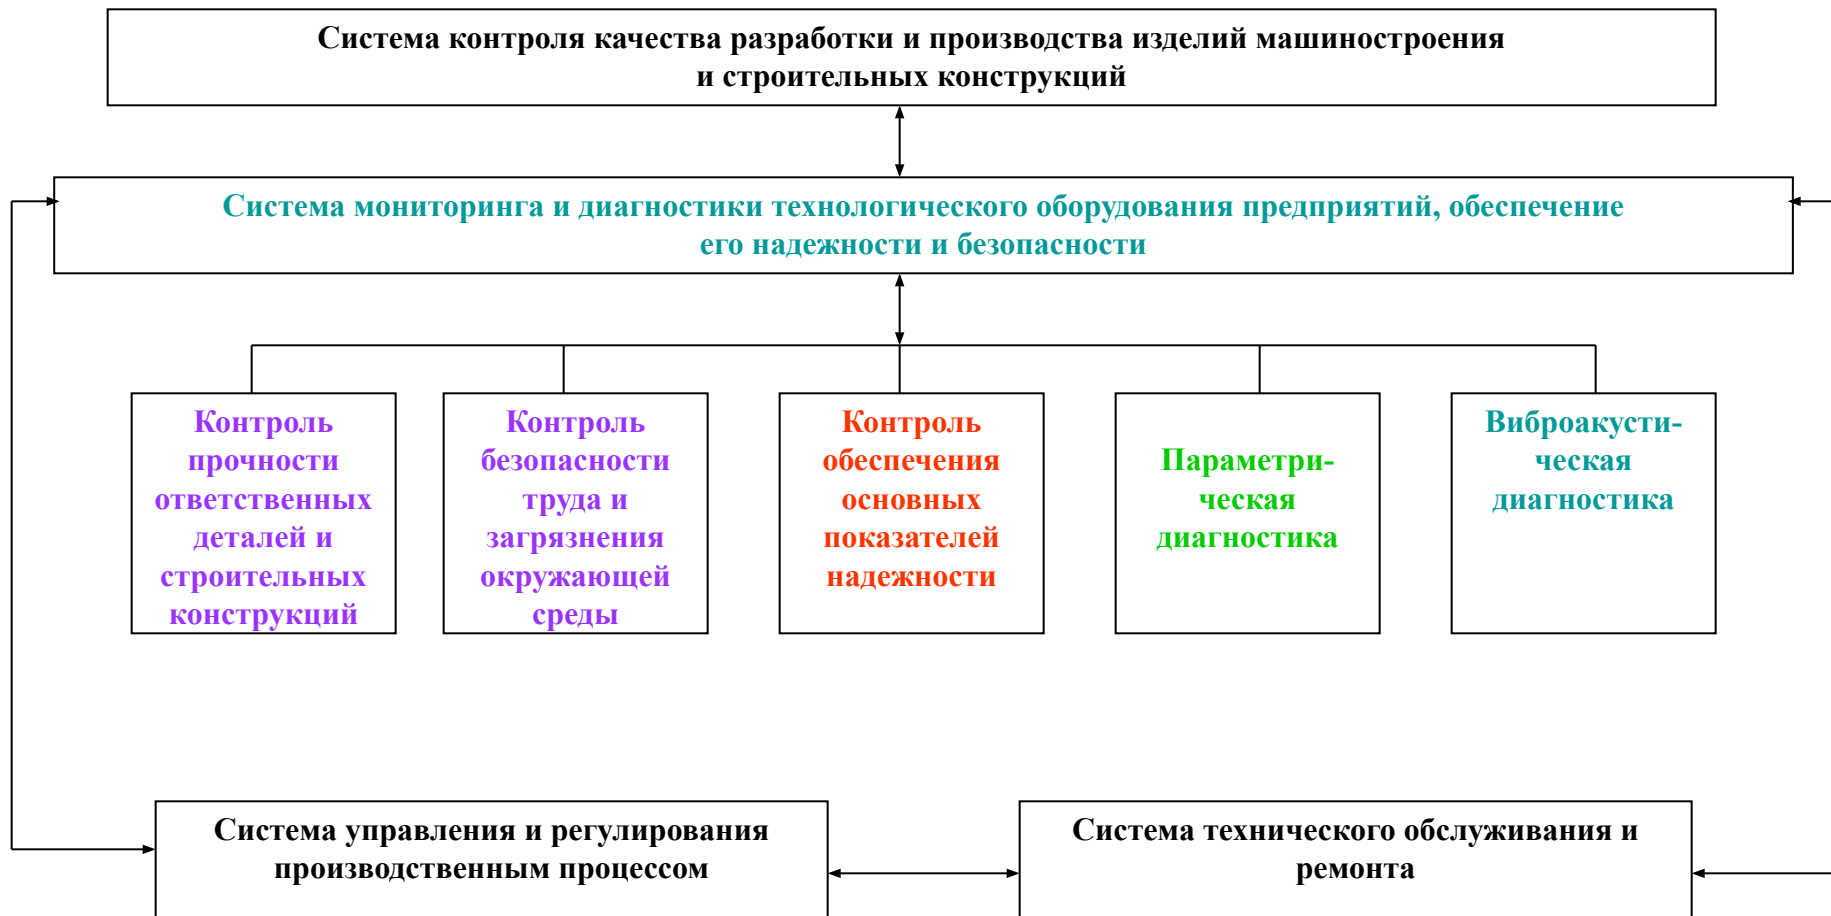 Система контроля качества разработки и производства изделий машиностроения
и строительных конструкций
Система мониторинга и диагностики технологического оборудования предприятий, обеспечение
его надежности и безопасности
Контроль
прочности
ответственных
деталей и
строительных
конструкций
Контроль
безопасности
труда и
загрязнения
окружающей
среды
Контроль
обеспечения
основных
показателей
надежности
Параметри-
ческая
диагностика
Виброакусти-
ческая
диагностика
Система управления и регулирования
производственным процессом
Система технического обслуживания и
ремонта